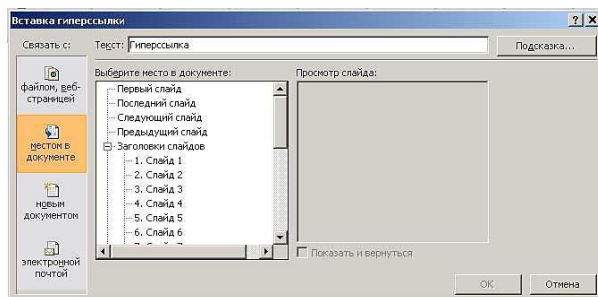 Вставка гиперссылки
Связать с:
Текст: Гиперссылка
Подсказка...
файлом, веб-
страницей
местом в
документе
новым
документом
электронной
почтой
Выберите место в документе:
Первый слайд
Последний слайд
Следующий слайд
Предыдущий слайд
Заголовки слайдов
1. Слайд 1
2. Слайд 2
3. Слайд 3
4. Слайд 4
5. Слайд 5
6. Слайд 6
Просмотр слайда:
Показать и вернуться
ОК
Отмена